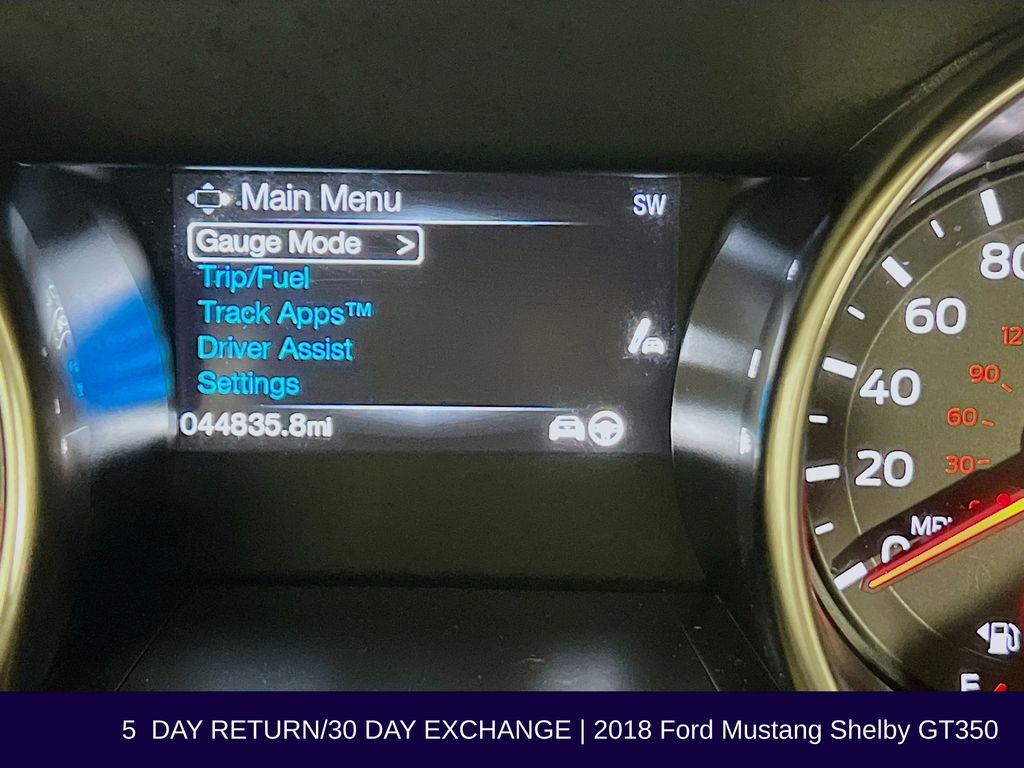 Main Menu
SW
Gauge Mode >
Trip/Fuel
Track Apps™
Driver Assist
Settings
044835.8mi
80
60
40
20
0
90
60
30
5 DAY RETURN/30 DAY EXCHANGE | 2018 Ford Mustang Shelby GT350